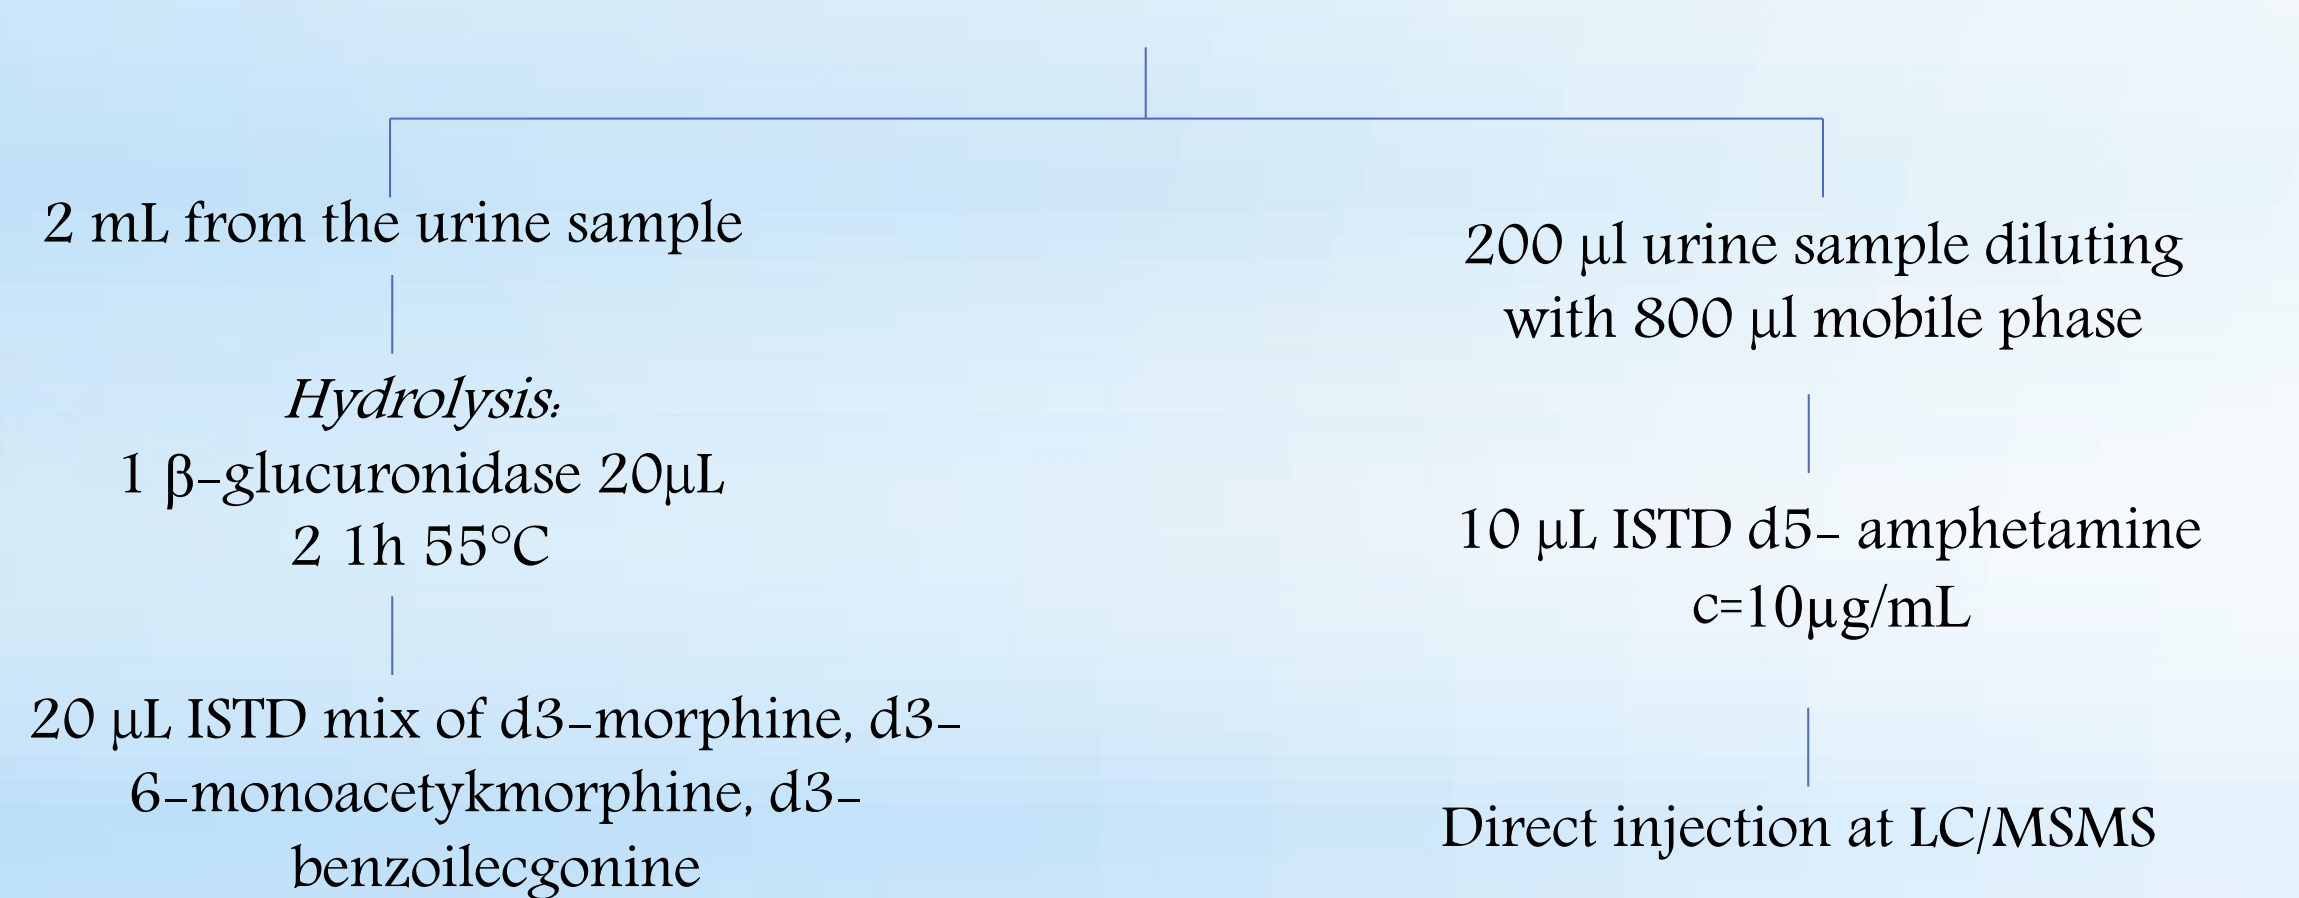 2 mL from the urine sample
Hydrolysis:
1 β-glucuronidase 20µL
2 1h 55°C
20 µL ISTD mix of d3-morphine, d3-
6-monoacetykmorphine, d3-
benzoilecgonine
200 µl urine sample diluting
with 800 µl mobile phase
10 µL ISTD d5- amphetamine
c=10µg/mL
Direct injection at LC/MSMS